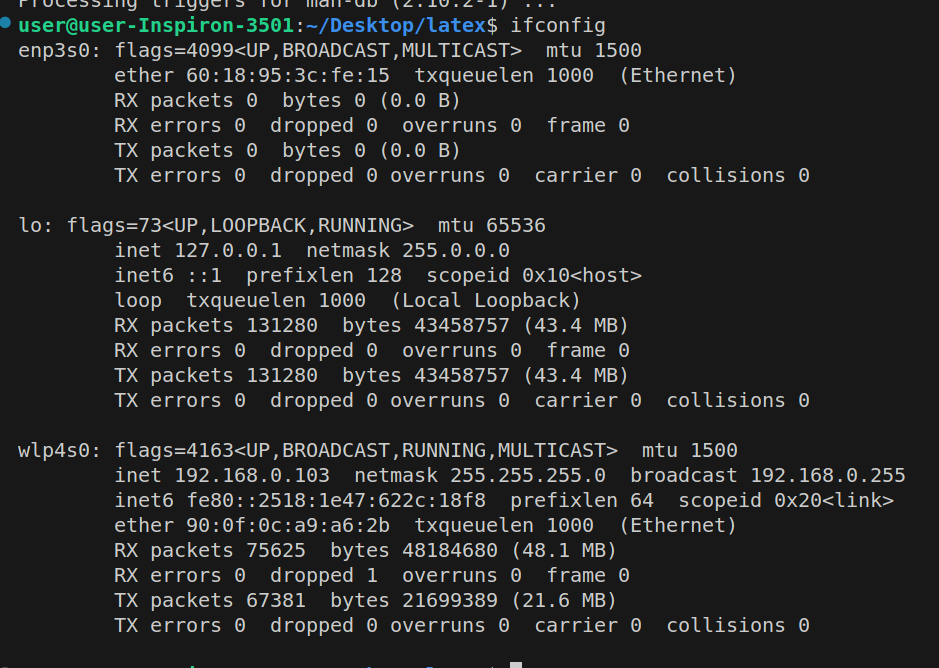 Processing triggers for man-db (2.10.2-1) ...
user@user-Inspiron-3501:~/Desktop/latex$ ifconfig
enp3s0: flags=4099<UP,BROADCAST,MULTICAST>  mtu 1500
        ether 60:18:95:3c:fe:15  txqueuelen 1000  (Ethernet)
        RX packets 0  bytes 0 (0.0 B)
        RX errors 0  dropped 0  overruns 0  frame 0
        TX packets 0  bytes 0 (0.0 B)
        TX errors 0  dropped 0 overruns 0  carrier 0  collisions 0

lo: flags=73<UP,LOOPBACK,RUNNING>  mtu 65536
        inet 127.0.0.1  netmask 255.0.0.0
        inet6 ::1  prefixlen 128  scopeid 0x10<host>
        loop  txqueuelen 1000  (Local Loopback)
        RX packets 131280  bytes 43458757 (43.4 MB)
        RX errors 0  dropped 0  overruns 0  frame 0
        TX packets 131280  bytes 43458757 (43.4 MB)
        TX errors 0  dropped 0 overruns 0  carrier 0  collisions 0

wlp4s0: flags=4163<UP,BROADCAST,RUNNING,MULTICAST>  mtu 1500
        inet 192.168.0.103  netmask 255.255.255.0  broadcast 192.168.0.255
        inet6 fe80::2518:1e47:622c:18f8  prefixlen 64  scopeid 0x20<link>
        ether 90:0f:0c:a9:a6:2b  txqueuelen 1000  (Ethernet)
        RX packets 75625  bytes 48184680 (48.1 MB)
        RX errors 0  dropped 1  overruns 0  frame 0
        TX packets 67381  bytes 21699389 (21.6 MB)
        TX errors 0  dropped 0 overruns 0  carrier 0  collisions 0